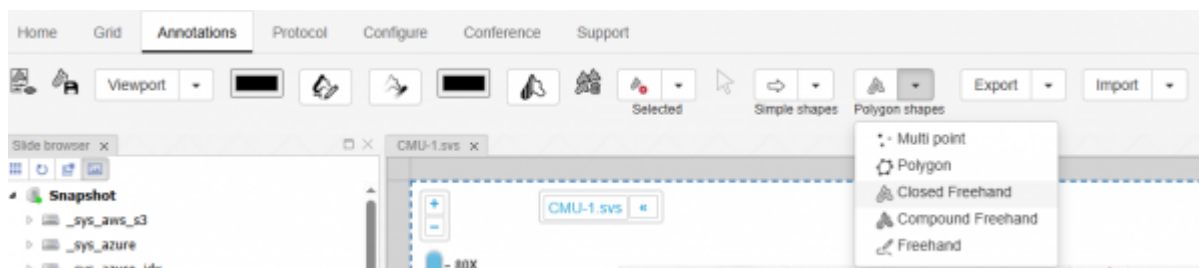 Home Grid Annotations Protocol Configure Conference Support
Viewport Export Import
Selected Simple shapes Polygon shapes
Slide browser x CMU-1.svs x
Multi point
Polygon
Closed Freehand
Compound Freehand
Freehand
Snapshot
_sys_aws_s3
_sys_azure
CMU-1.svs «
+
-
80X